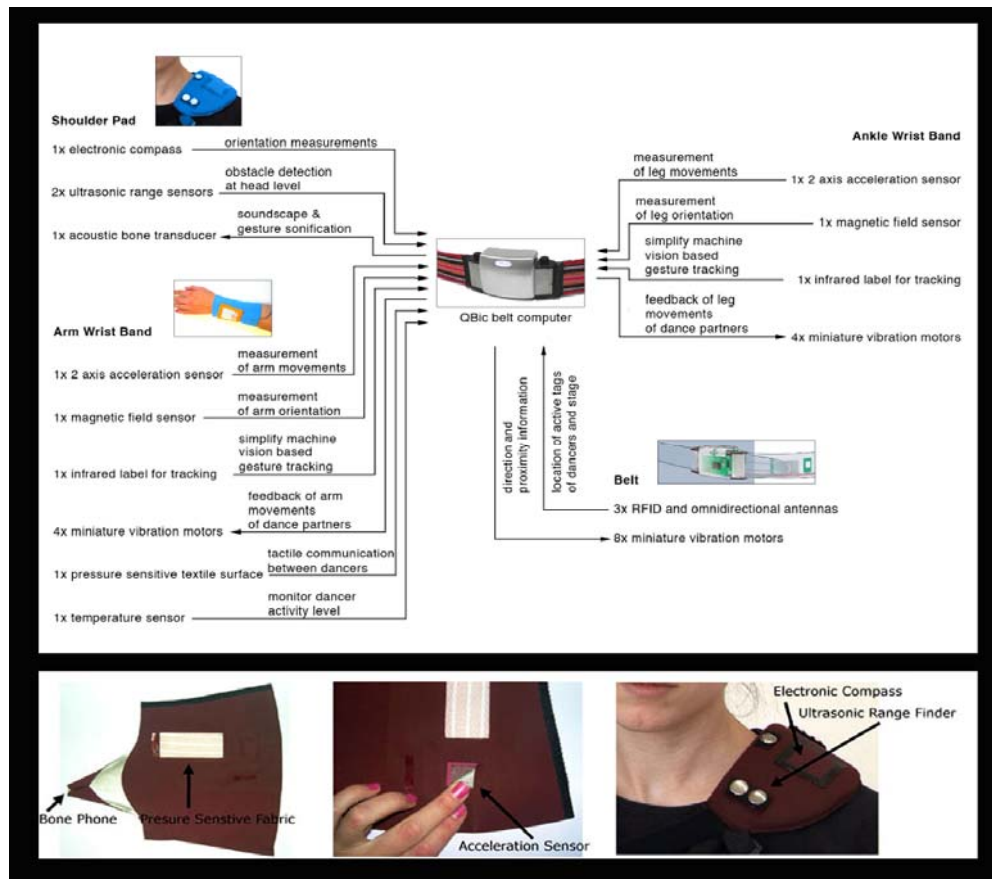 Shoulder Pad
1x electronic compass
orientation measurements
2x ultrasonic range sensors
obstacle detection
at head level
1x acoustic bone transducer
soundscape &
gesture sonification
Arm Wrist Band
1x 2 axis acceleration sensor
measurement
of arm movements
1x magnetic field sensor
measurement
of arm orientation
1x infrared label for tracking
simplify machine
vision based
gesture tracking
4x miniature vibration motors
feedback of arm
movements
of dance partners
1x pressure sensitive textile surface
tactile communication
between dancers
1x temperature sensor
monitor dancer
activity level
QBic belt computer
Ankle Wrist Band
measurement
of leg movements
1x 2 axis acceleration sensor
measurement
of leg orientation
1x magnetic field sensor
simplify machine
vision based
gesture tracking
1x infrared label for tracking
feedback of leg
movements
of dance partners
4x miniature vibration motors
direction and
proximity information
location of active tags
of dancers and stage
Belt
3x RFID and omnidirectional antennas
8x miniature vibration motors
Bone Phone
Presure Senstive Fabric
Acceleration Sensor
Electronic Compass
Ultrasonic Range Finder